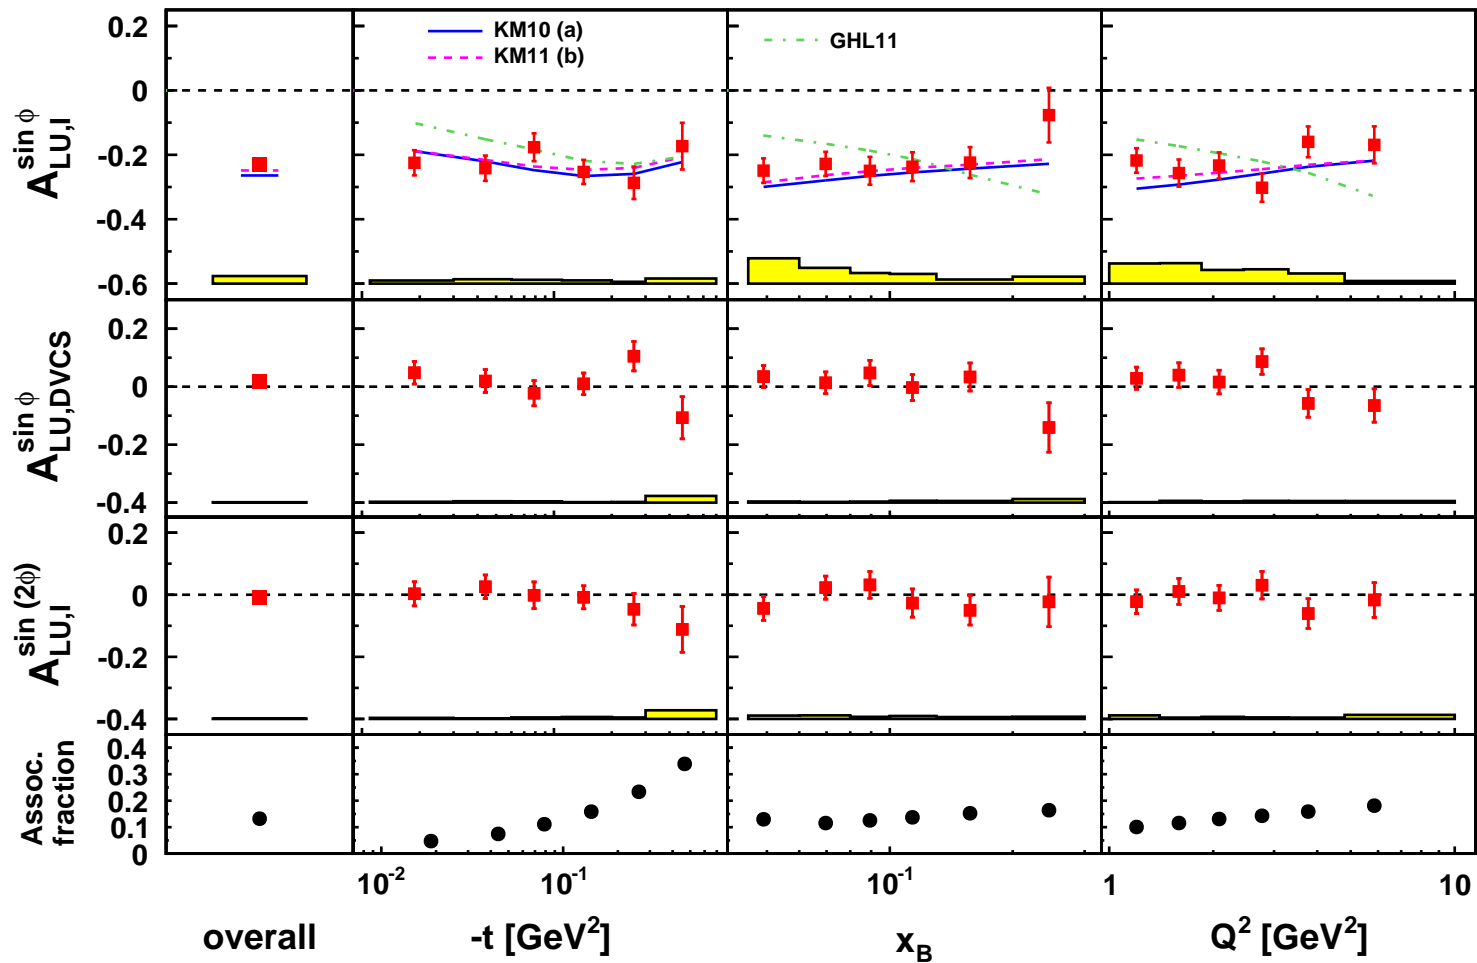 KM10 (a)
KM11 (b)
GHL11
A_{LU,I}^{sin ϕ}
0.2
0
-0.2
-0.4
-0.6
A_{LU,DVCS}^{sin ϕ}
0.2
0
-0.2
-0.4
A_{LU,I}^{sin (2ϕ)}
0.2
0
-0.2
-0.4
Assoc.
fraction
0.4
0.3
0.2
0.1
0
10^{-2} 10^{-1} 10^{-1} 1 10
overall -t [GeV^2] x_B Q^2 [GeV^2]